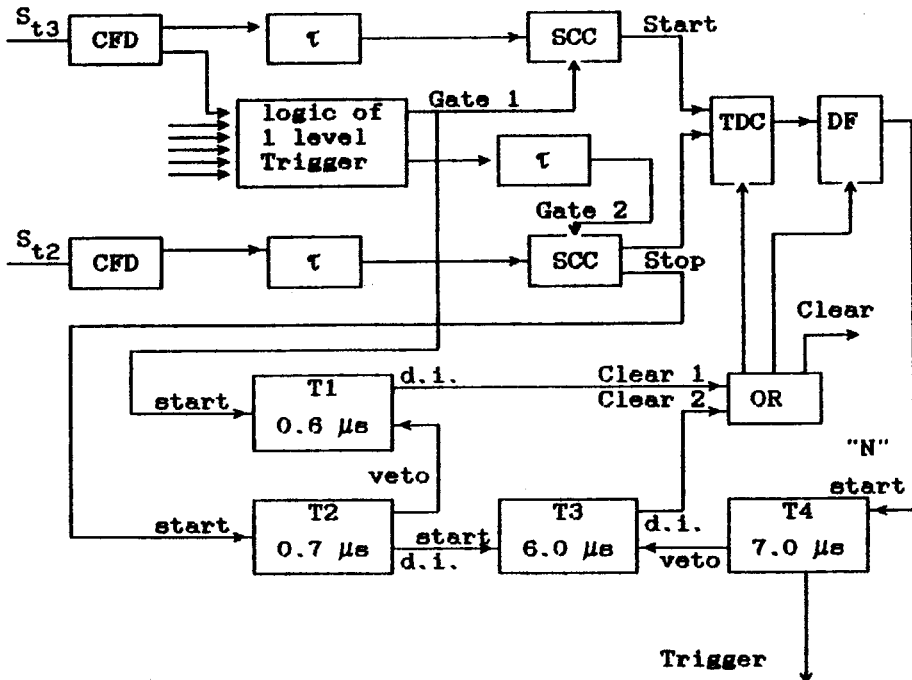 St3
CFD
τ
SCC
Start
logic of
1 level
Trigger
Gate 1
TDC
DF
τ
Gate 2
St2
CFD
τ
SCC
Stop
Clear
T1
0.6 μs
start
d.i.
Clear 1
Clear 2
OR
veto
"N"
start
start
T2
0.7 μs
start
d.i.
T3
6.0 μs
d.i.
veto
T4
7.0 μs
Trigger